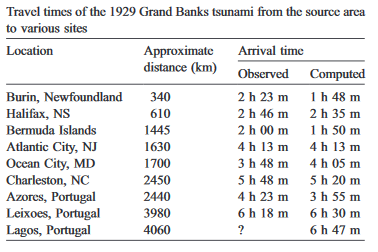 Travel times of the 1929 Grand Banks tsunami from the source area
to various sites
Location Approximate distance (km) Arrival time
Observed Computed
Burin, Newfoundland 340 2 h 23 m 1 h 48 m
Halifax, NS 610 2 h 46 m 2 h 35 m
Bermuda Islands 1445 2 h 00 m 1 h 50 m
Atlantic City, NJ 1630 4 h 13 m 4 h 13 m
Ocean City, MD 1700 3 h 48 m 4 h 05 m
Charleston, NC 2450 5 h 48 m 5 h 20 m
Azores, Portugal 2440 4 h 23 m 3 h 55 m
Leixoes, Portugal 3980 6 h 18 m 6 h 30 m
Lagos, Portugal 4060 ? 6 h 47 m